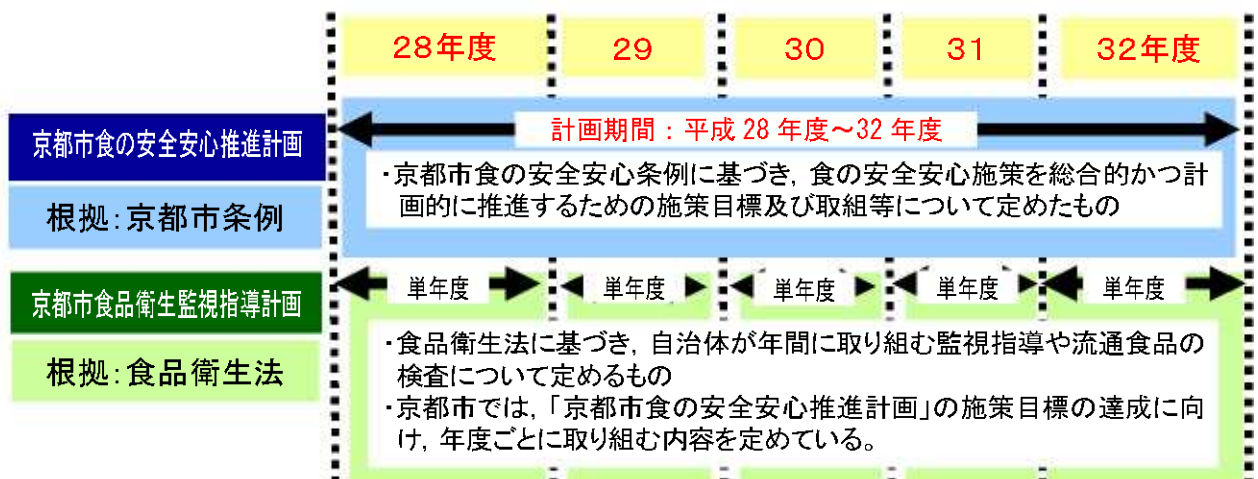 28年度 29 30 31 32年度
京都市食の安全安心推進計画
根拠:京都市条例
計画期間:平成28年度~32年度
・京都市食の安全安心条例に基づき,食の安全安心施策を総合的かつ計
画的に推進するための施策目標及び取組等について定めたもの
京都市食品衛生監視指導計画
根拠:食品衛生法
単年度 単年度 単年度 単年度 単年度
・食品衛生法に基づき,自治体が年間に取り組む監視指導や流通食品の
検査について定めるもの
・京都市では,「京都市食の安全安心推進計画」の施策目標の達成に向
け,年度ごとに取り組む内容を定めている。